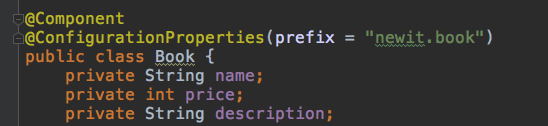 @Component
@ConfigurationProperties(prefix = "newit.book")
public class Book {
    private String name;
    private int price;
    private String description;